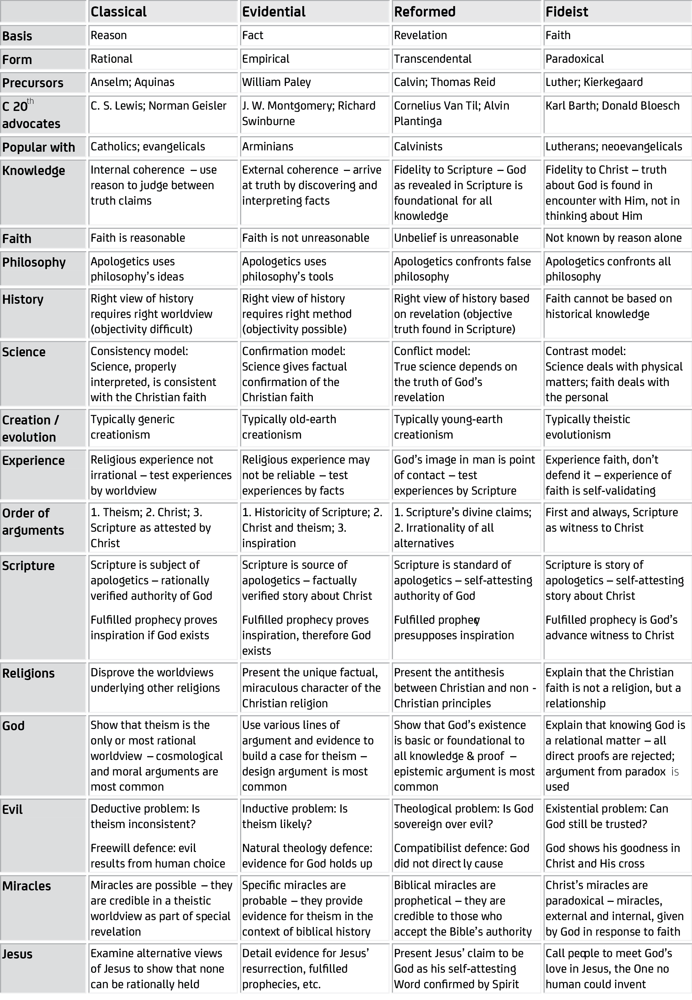 Classical Evidential Reformed Fideist
Basis Reason Fact Revelation Faith
Form Rational Empirical Transcendental Paradoxical
Precursors Anselm; Aquinas William Paley Calvin; Thomas Reid Luther; Kierkegaard
C 20th
advocates
C. S. Lewis; Norman Geisler
J. W. Montgomery; Richard
Swinburne
Cornelius Van Til; Alvin
Plantinga
Karl Barth; Donald Bloesch
Popular with Catholics; evangelicals Arminians Calvinists Lutherans; neoevangelicals
Knowledge
Internal coherence – use
reason to judge between
truth claims
External coherence – arrive
at truth by discovering and
interpreting facts
Fidelity to Scripture – God
as revealed in Scripture is
foundational for all
knowledge
Fidelity to Christ – truth
about God is found in
encounter with Him, not in
thinking about Him
Faith Faith is reasonable Faith is not unreasonable Unbelief is unreasonable Not known by reason alone
Philosophy
Apologetics uses
philosophy's ideas
Apologetics uses
philosophy's tools
Apologetics confronts false
philosophy
Apologetics confronts all
philosophy
History
Right view of history
requires right worldview
(objectivity difficult)
Right view of history
requires right method
(objectivity possible)
Right view of history based
on revelation (objective
truth found in Scripture)
Faith cannot be based on
historical knowledge
Science
Consistency model:
Science, properly
interpreted, is consistent
with the Christian faith
Confirmation model:
Science gives factual
confirmation of the
Christian faith
Conflict model:
True science depends on
the truth of God's
revelation
Contrast model:
Science deals with physical
matters; faith deals with
the personal
Creation /
evolution
Typically generic
creationism
Typically old-earth
creationism
Typically young-earth
creationism
Typically theistic
evolutionism
Experience
Religious experience not
irrational – test experiences
by worldview
Religious experience may
not be reliable – test
experiences by facts
God's image in man is point
of contact – test
experiences by Scripture
Experience faith, don't
defend it – experience of
faith is self-validating
Order of
arguments
1. Theism; 2. Christ; 3.
Scripture as attested by
Christ
1. Historicity of Scripture; 2.
Christ and theism; 3.
inspiration
1. Scripture's divine claims;
2. Irrationality of all
alternatives
First and always, Scripture
as witness to Christ
Scripture
Scripture is subject of
apologetics – rationally
verified authority of God
Fulfilled prophecy proves
inspiration if God exists
Scripture is source of
apologetics – factually
verified story about Christ
Fulfilled prophecy proves
inspiration, therefore God
exists
Scripture is standard of
apologetics – self-attesting
authority of God
Fulfilled prophecy
presupposes inspiration
Scripture is story of
apologetics – self-attesting
story about Christ
Fulfilled prophecy is God's
advance witness to Christ
Religions
Disprove the worldviews
underlying other religions
Present the unique factual,
miraculous character of the
Christian religion
Present the antithesis
between Christian and non -
Christian principles
Explain that the Christian
faith is not a religion, but a
relationship
God
Show that theism is the
only or most rational
worldview – cosmological
and moral arguments are
most common
Use various lines of
argument and evidence to
build a case for theism –
design argument is most
common
Show that God's existence
is basic or foundational to
all knowledge & proof –
epistemic argument is most
common
Explain that knowing God is
a relational matter – all
direct proofs are rejected;
argument from paradox is
used
Evil
Deductive problem: Is
theism inconsistent?
Freewill defence: evil
results from human choice
Inductive problem: Is
theism likely?
Natural theology defence:
evidence for God holds up
Theological problem: Is God
sovereign over evil?
Compatibilist defence: God
did not directly cause
Existential problem: Can
God still be trusted?
God shows his goodness in
Christ and His cross
Miracles
Miracles are possible – they
are credible in a theistic
worldview as part of special
revelation
Specific miracles are
probable – they provide
evidence for theism in the
context of biblical history
Biblical miracles are
prophetical – they are
credible to those who
accept the Bible's authority
Christ's miracles are
paradoxical – miracles,
external and internal, given
by God in response to faith
Jesus
Examine alternative views
of Jesus to show that none
can be rationally held
Detail evidence for Jesus'
resurrection, fulfilled
prophecies, etc.
Present Jesus' claim to be
God as his self-attesting
Word confirmed by Spirit
Call people to meet God's
love in Jesus, the One no
human could invent